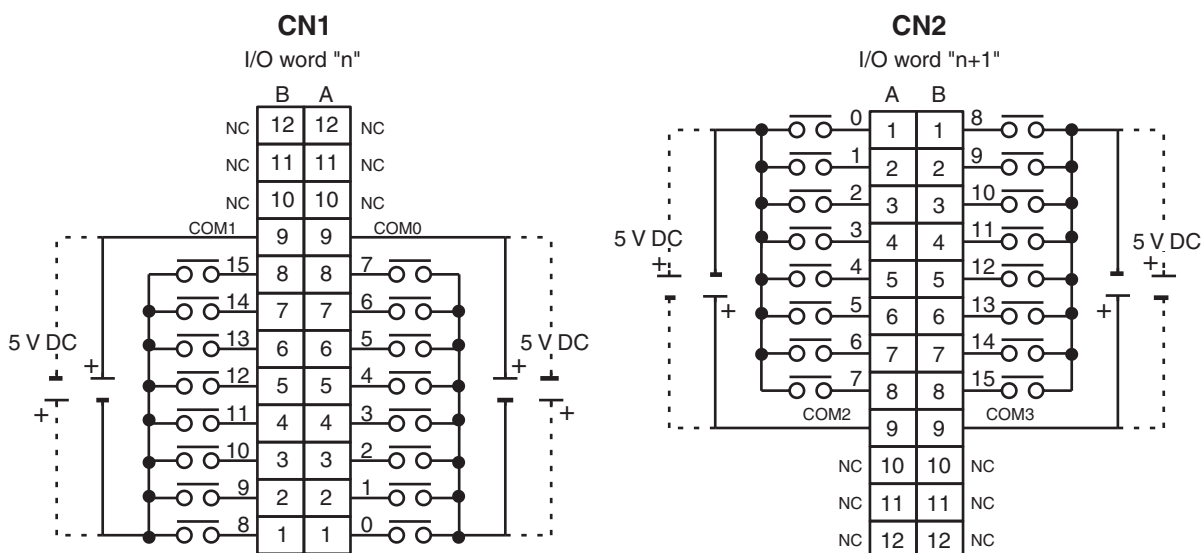 CN1
I/O word "n"
B A
NC 12 12 NC
NC 11 11 NC
NC 10 10 NC
COM1 9 9 COM0
15 8 8 7
14 7 7 6
5 V DC 13 6 6 5 5 V DC
+ 12 5 5 4 +
+ 11 4 4 3 +
10 3 3 2
9 2 2 1
8 1 1 0
CN2
I/O word "n+1"
A B
0 1 1 8
1 2 2 9
2 3 3 10
5 V DC 3 4 4 11 5 V DC
+ 4 5 5 12 +
+ 5 6 6 13 +
6 7 7 14
7 8 8 15
COM2 9 9 COM3
NC 10 10 NC
NC 11 11 NC
NC 12 12 NC